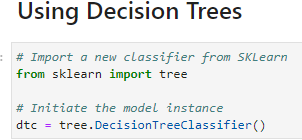 Using Decision Trees
# Import a new classifier from SKLearn
from sklearn import tree
# Initiate the model instance
dtc = tree.DecisionTreeClassifier()